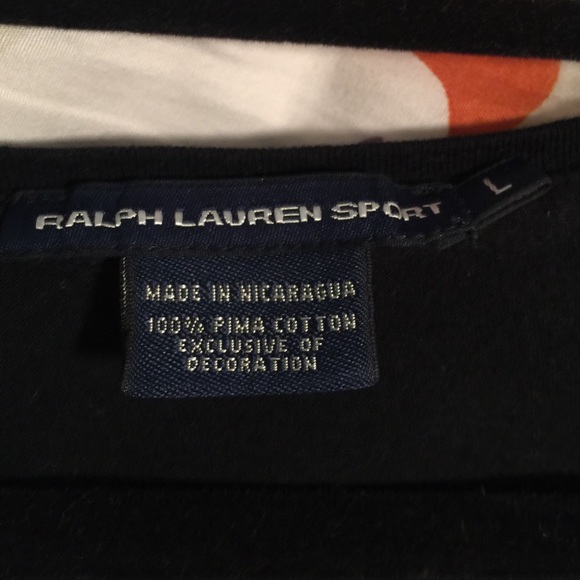 RALPH LAUREN SPORT
L
MADE IN NICARAGUA
100% PIMA COTTON
EXCLUSIVE OF
DECORATION